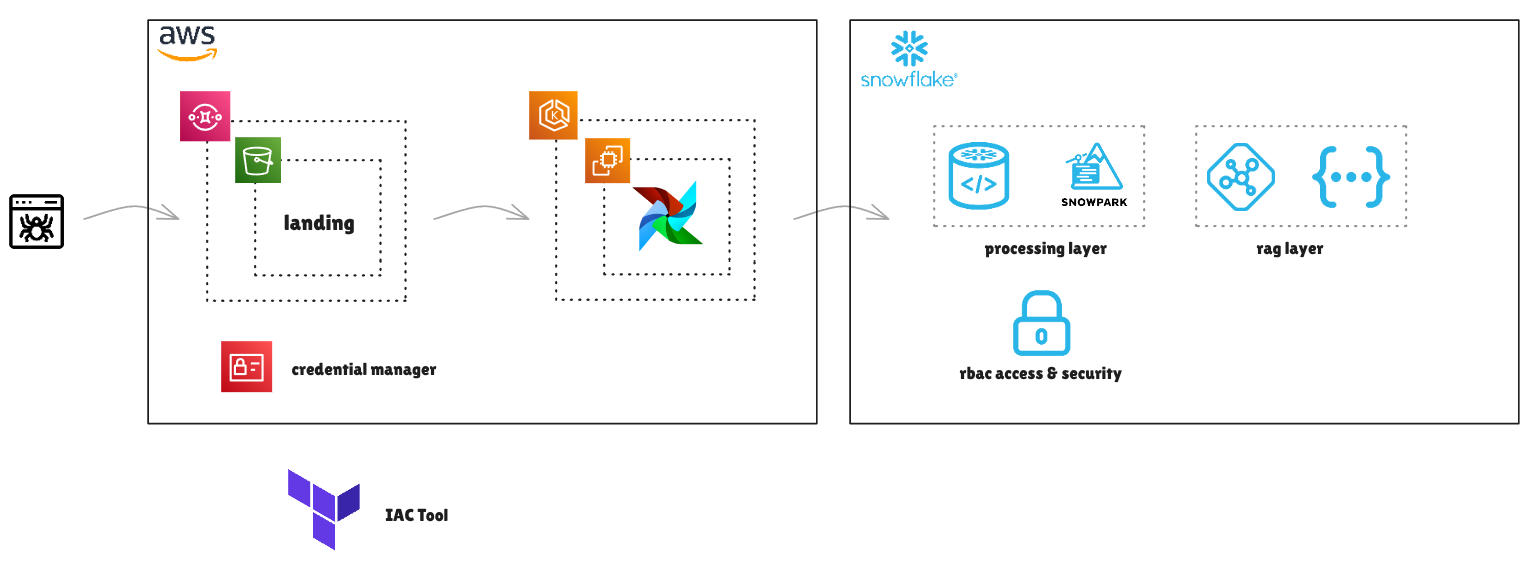 aws
snowflake®
K
</>
SNOWPARK
landing
processing layer
rag layer
credential manager
rbac access & security
IAC Tool